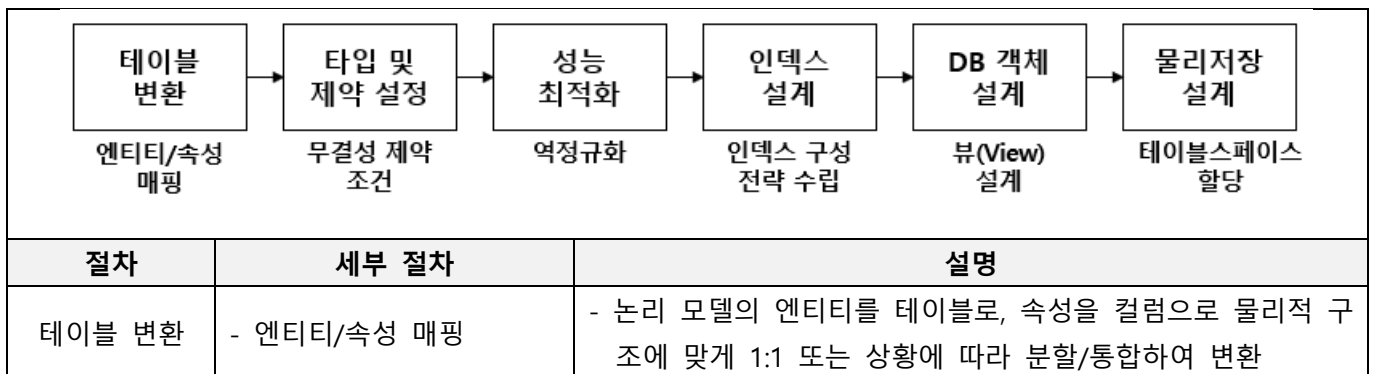 테이블
변환
타입 및
제약 설정
성능
최적화
인덱스
설계
DB 객체
설계
물리저장
설계
엔티티/속성
매핑
무결성 제약
조건
역정규화
인덱스 구성
전략 수립
뷰(View)
설계
테이블스페이스
할당
절차 세부 절차 설명
테이블 변환 - 엔티티/속성 매핑 - 논리 모델의 엔티티를 테이블로, 속성을 컬럼으로 물리적 구
조에 맞게 1:1 또는 상황에 따라 분할/통합하여 변환